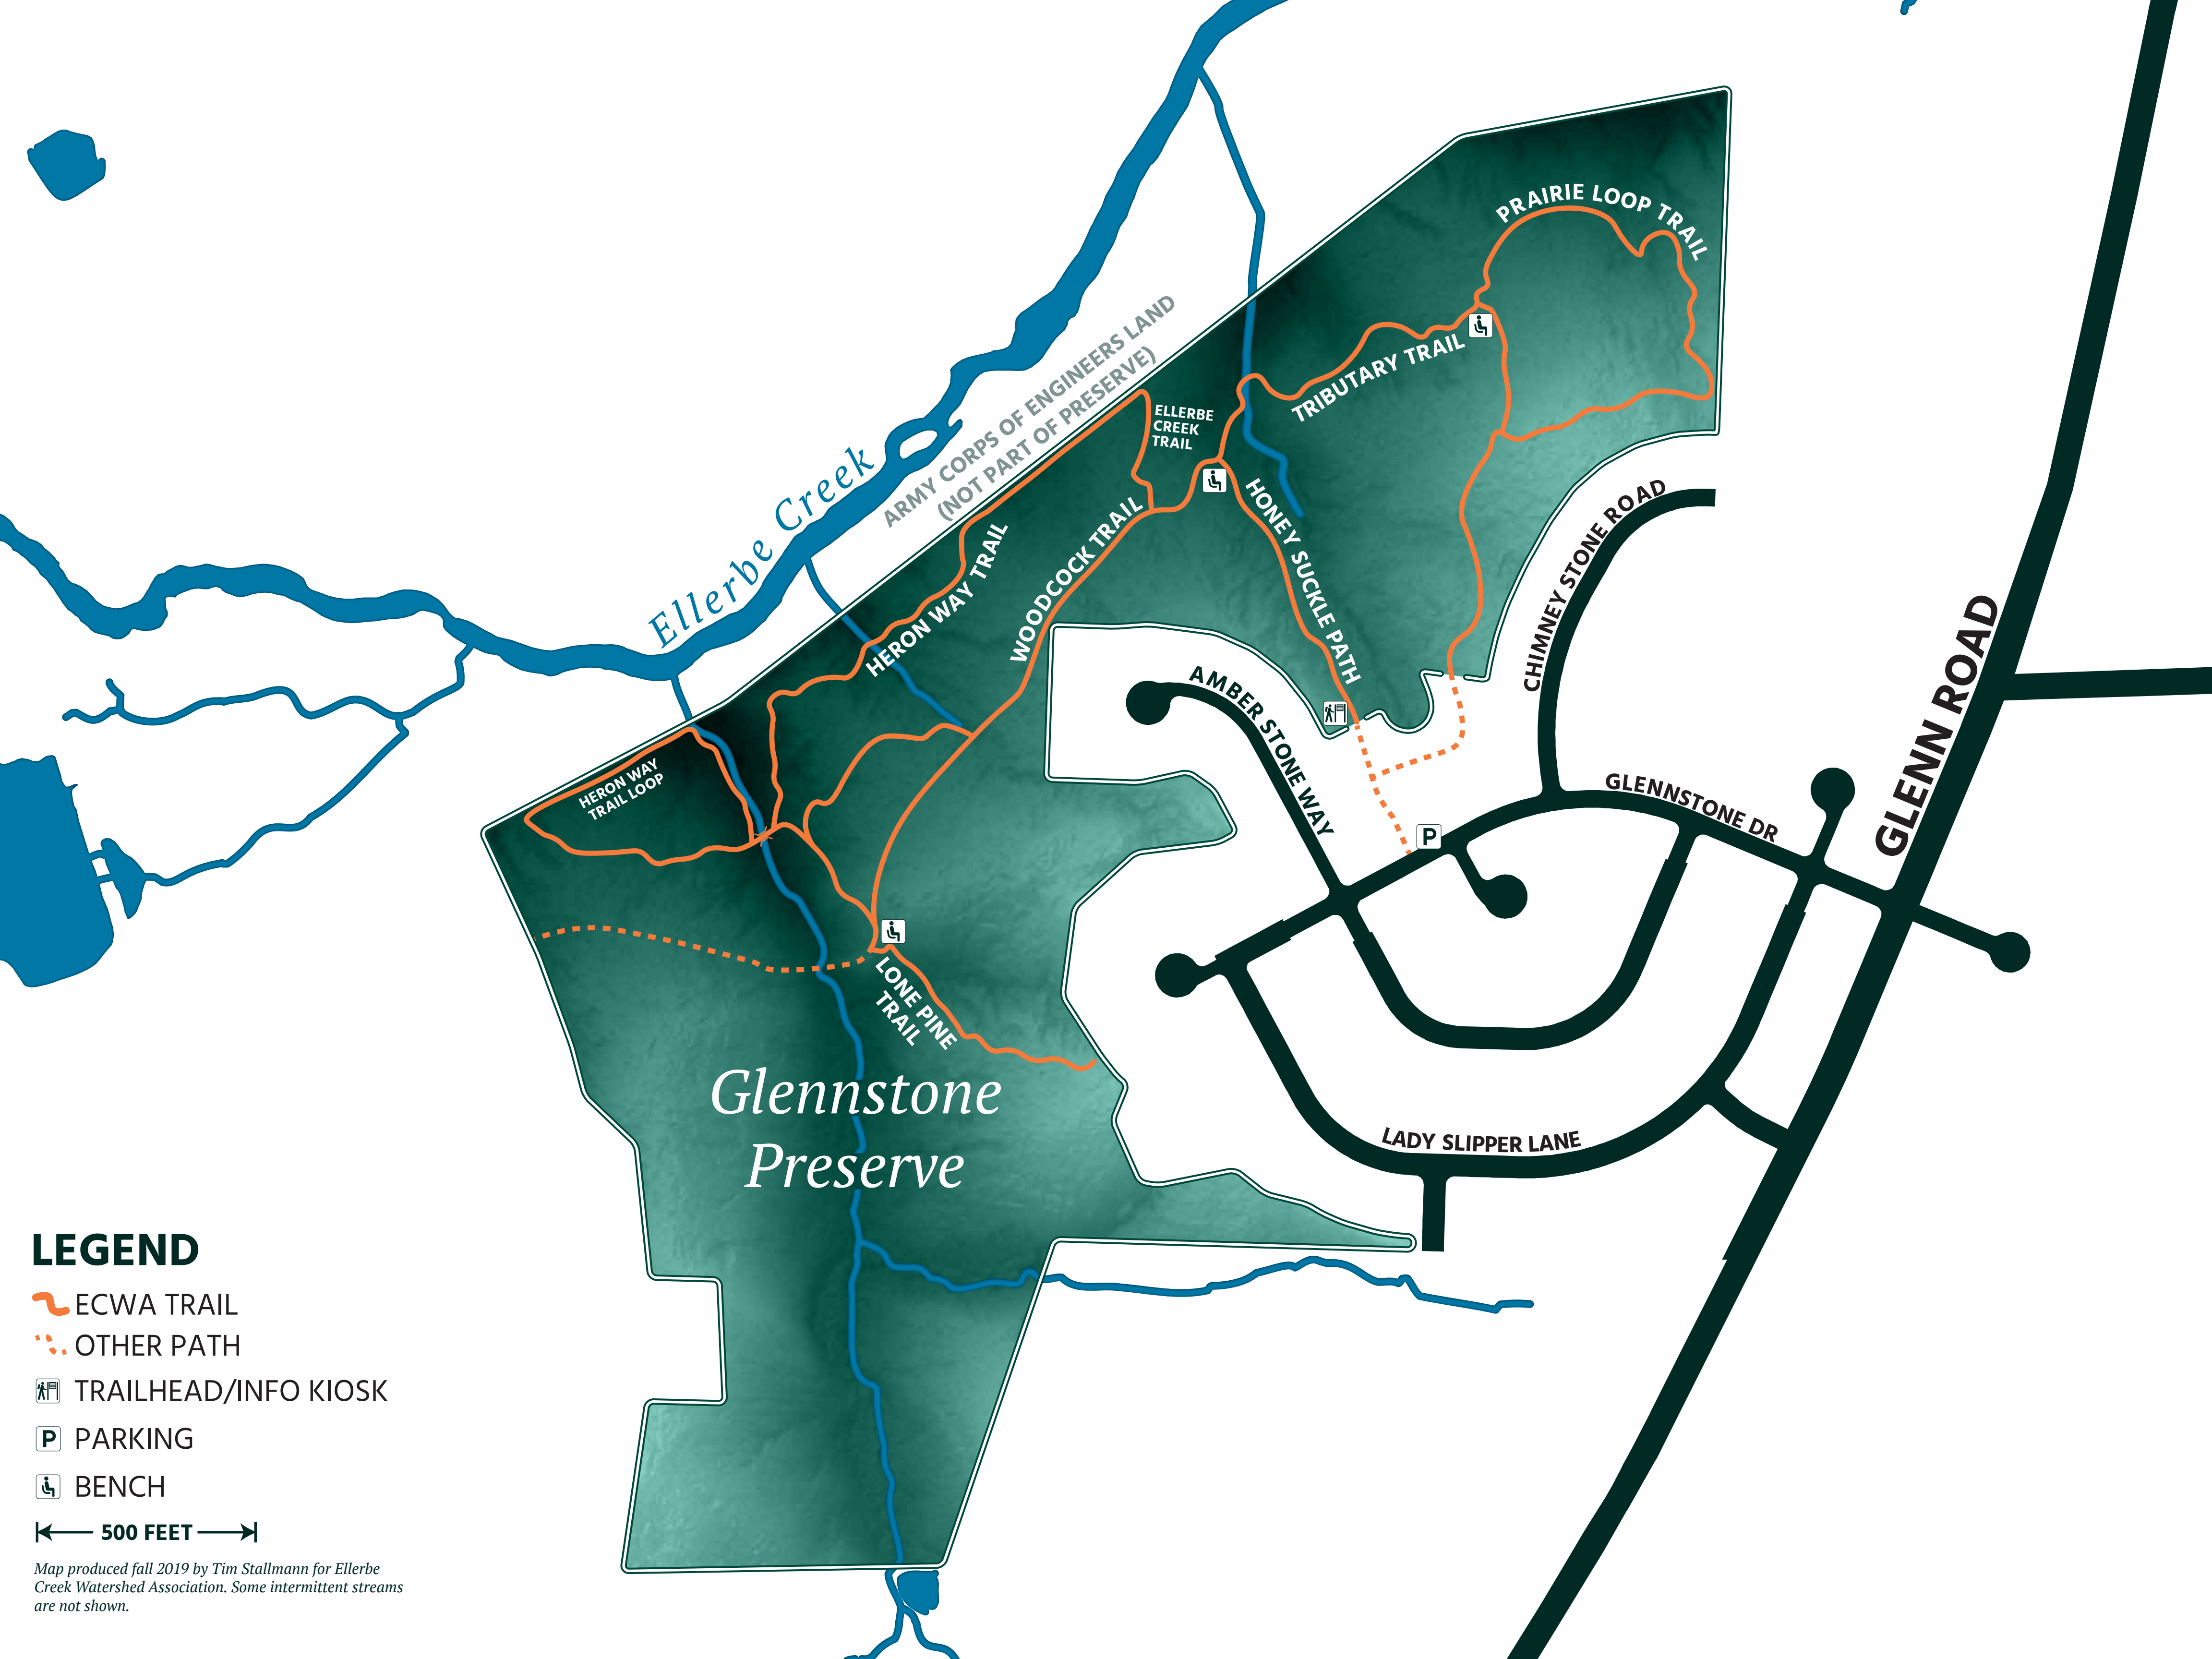 PRAIRIE LOOP TRAIL
ARMY CORPS OF ENGINEERS LAND
(NOT PART OF PRESERVE)
TRIBUTARY TRAIL
ELLERBE
CREEK
TRAIL
Ellerbe Creek
HERON WAY TRAIL
WOODCOCK TRAIL
HONEY SUCKLE PATH
CHIMNEY STONE ROAD
GLENN ROAD
AMBER STONE WAY
HERON WAY
TRAIL LOOP
GLENNSTONE DR
P
LONE PINE
TRAIL
Glennstone
Preserve
LADY SLIPPER LANE
LEGEND
ECWA TRAIL
OTHER PATH
TRAILHEAD/INFO KIOSK
P PARKING
BENCH
500 FEET
Map produced fall 2019 by Tim Stallmann for Ellerbe
Creek Watershed Association. Some intermittent streams
are not shown.